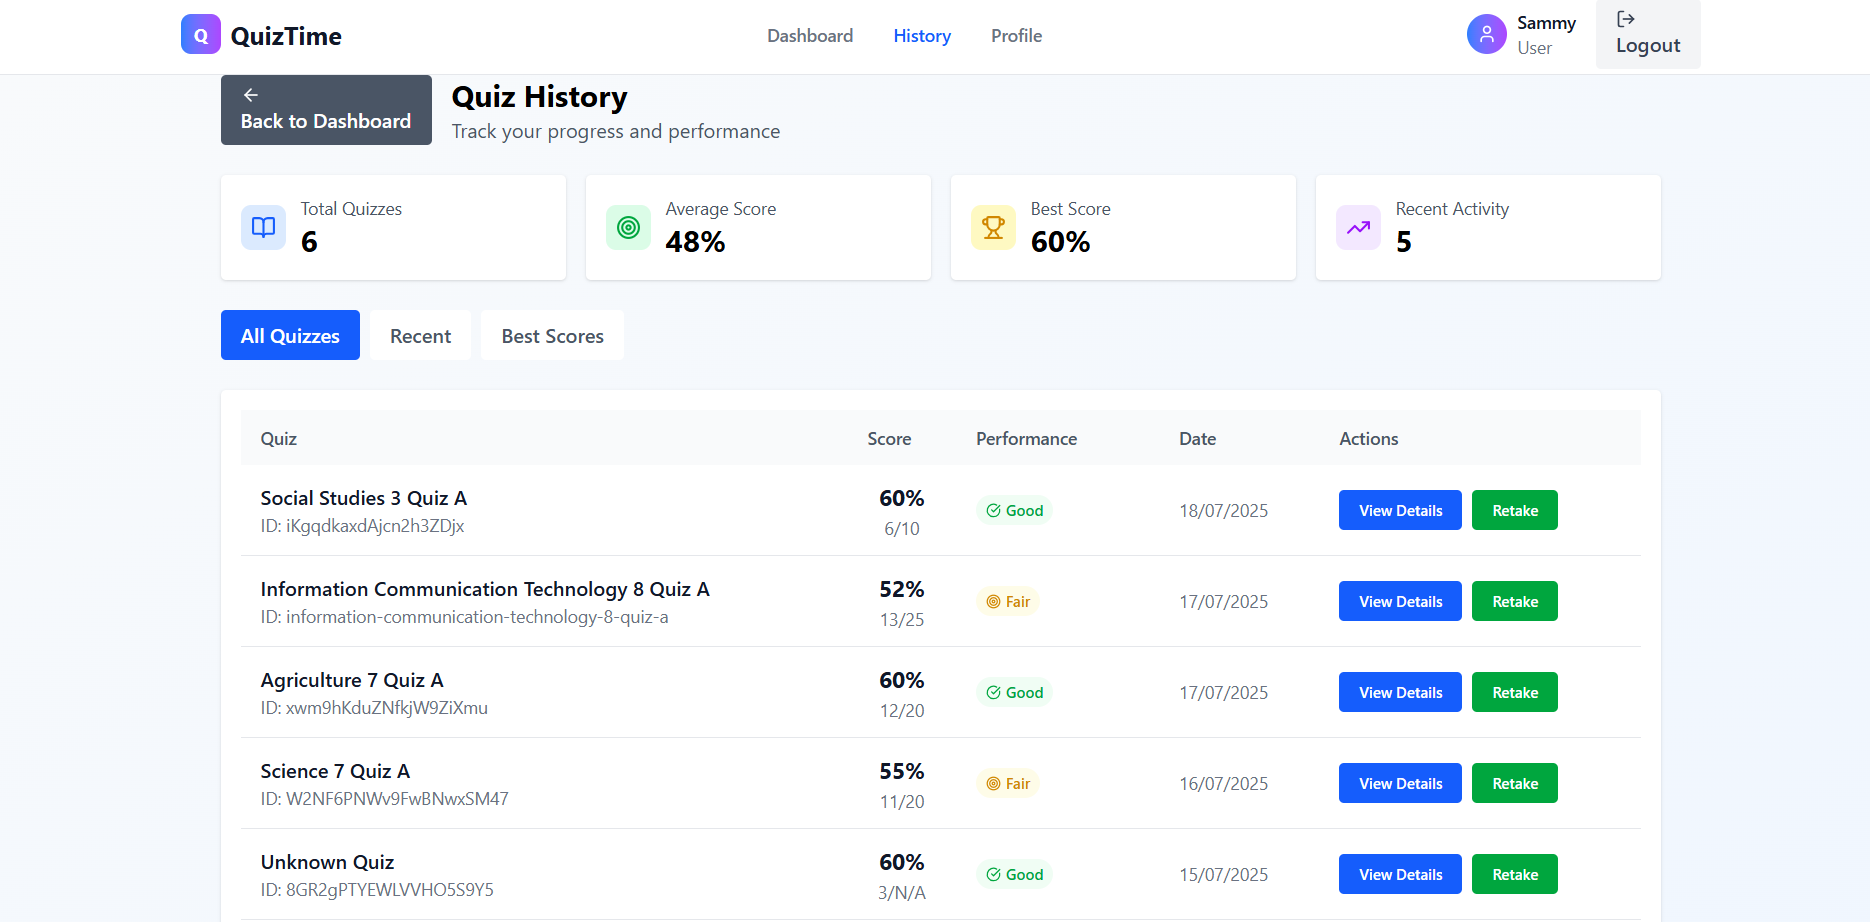 Q QuizTime
Dashboard History Profile
Sammy
User
Logout
Back to Dashboard
Quiz History
Track your progress and performance
Total Quizzes
6
Average Score
48%
Best Score
60%
Recent Activity
5
All Quizzes Recent Best Scores
Quiz Score Performance Date Actions
Social Studies 3 Quiz A
ID: iKgqdkaxdAjcn2h3ZDjx
60%
6/10
Good
18/07/2025
View Details Retake
Information Communication Technology 8 Quiz A
ID: information-communication-technology-8-quiz-a
52%
13/25
Fair
17/07/2025
View Details Retake
Agriculture 7 Quiz A
ID: xwm9hKduZNfkjW9ZiXmu
60%
12/20
Good
17/07/2025
View Details Retake
Science 7 Quiz A
ID: W2NF6PNWv9FwBNwxSM47
55%
11/20
Fair
16/07/2025
View Details Retake
Unknown Quiz
ID: 8GR2gPTYEWLVVHO5S9Y5
60%
3/N/A
Good
15/07/2025
View Details Retake